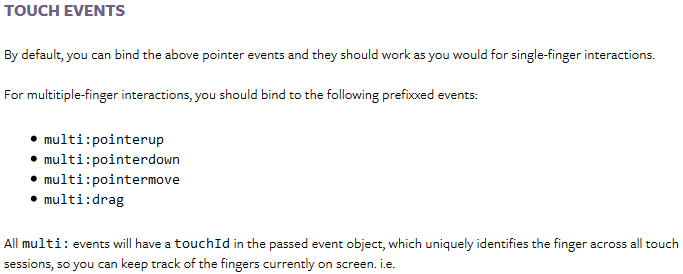 TOUCH EVENTS
By default, you can bind the above pointer events and they should work as you would for single-finger interactions.
For multitiple-finger interactions, you should bind to the following prefixxed events:
• multi:pointerup
• multi:pointerdown
• multi:pointermove
• multi:drag
All multi: events will have a touchId in the passed event object, which uniquely identifies the finger across all touch
sessions, so you can keep track of the fingers currently on screen. i.e.